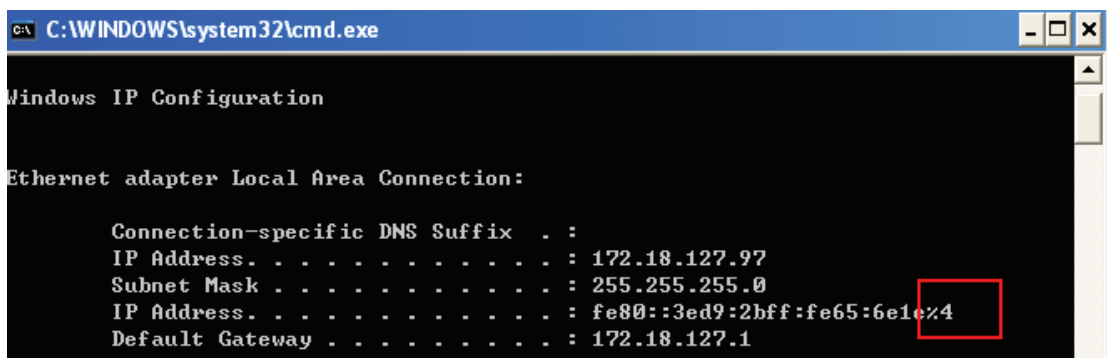 C:\WINDOWS\system32\cmd.exe
Windows IP Configuration
Ethernet adapter Local Area Connection:
Connection-specific DNS Suffix . :
IP Address. . . . . . . . . . . . : 172.18.127.97
Subnet Mask . . . . . . . . . . . : 255.255.255.0
IP Address. . . . . . . . . . . . : fe80::3ed9:2bff:fe65:6e1e%4
Default Gateway . . . . . . . . . : 172.18.127.1